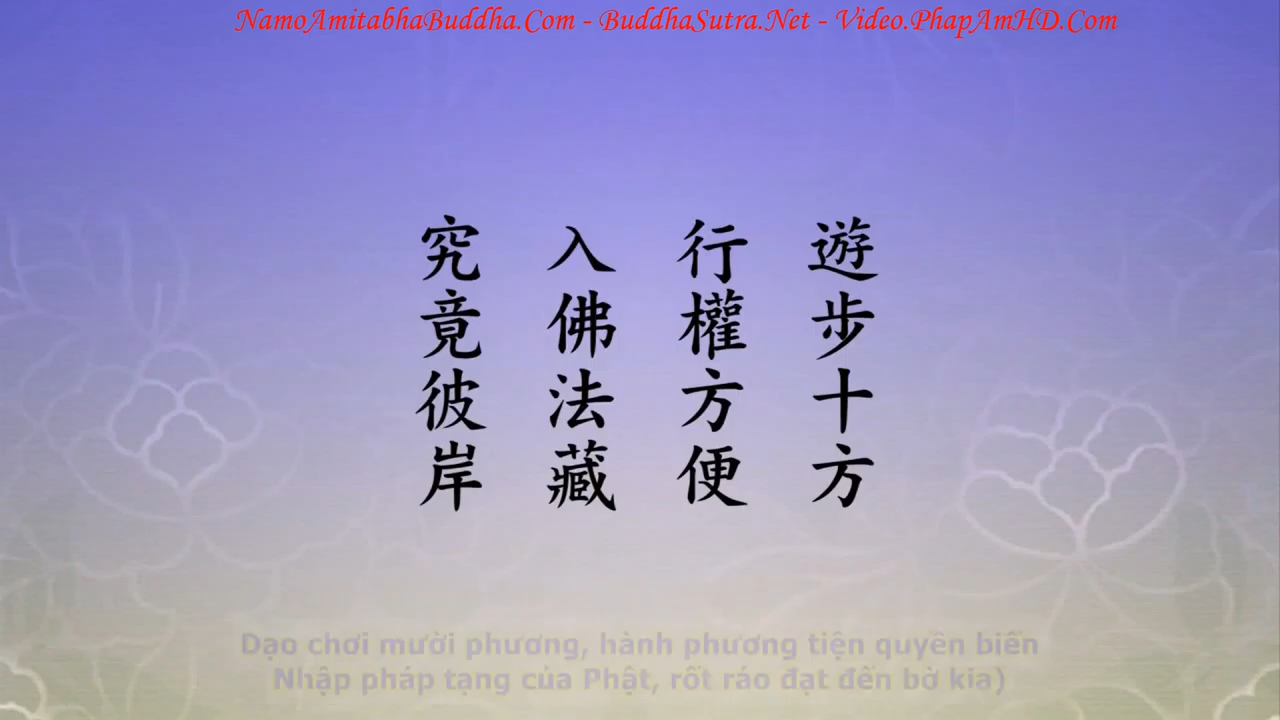 NamoAmitabhaBuddha.Com - BuddhaSutra.Net - Video.PhapAmHD.Com
遊步十方
行權方便
入佛法藏
究竟彼岸
Dạo chơi mười phương, hành phương tiện quyền biến
Nhập pháp tạng của Phật, rốt ráo đạt đến bờ kia)